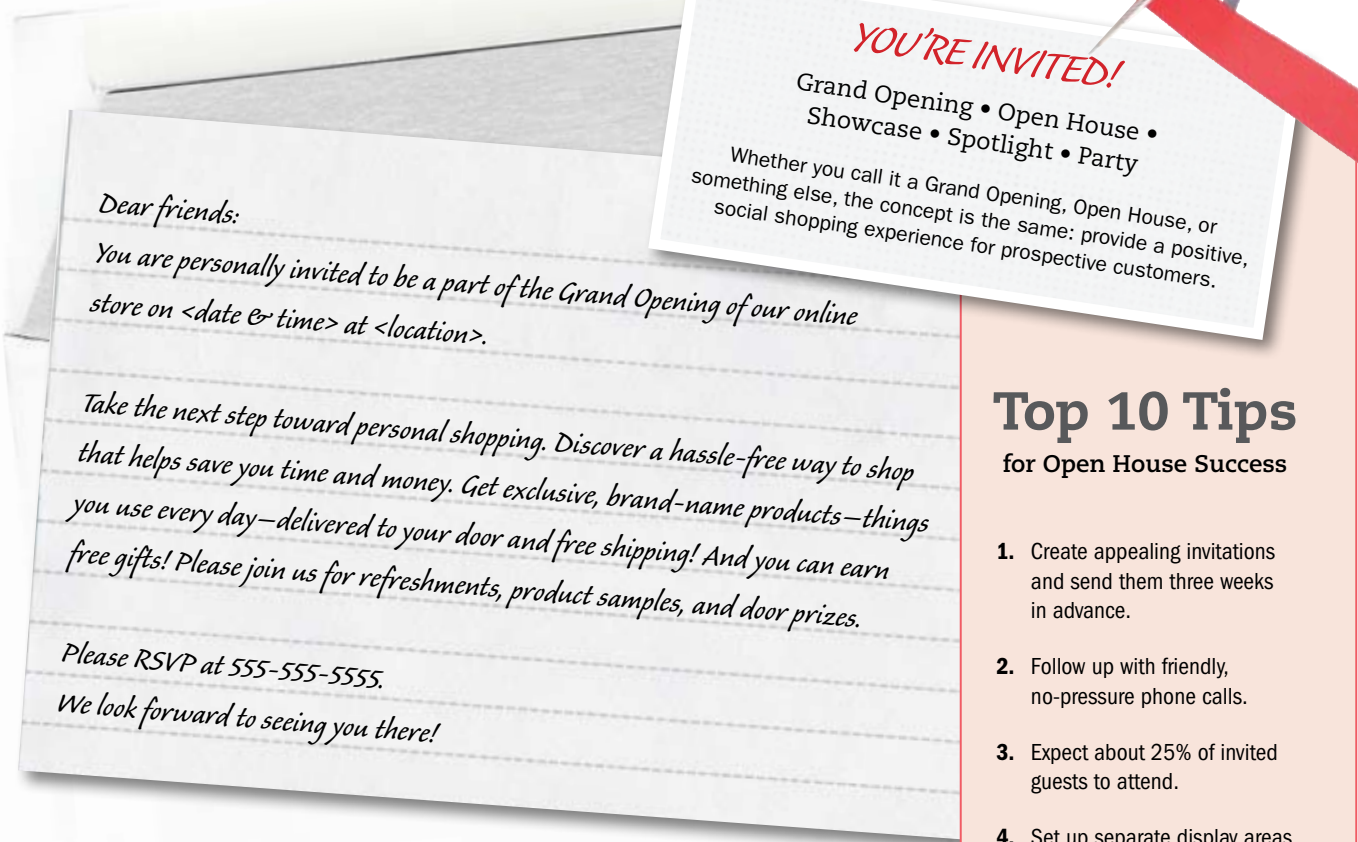 YOU'RE INVITED!
Grand Opening • Open House •
Showcase • Spotlight • Party
Whether you call it a Grand Opening, Open House, or
something else, the concept is the same: provide a positive,
social shopping experience for prospective customers.
Dear friends:
You are personally invited to be a part of the Grand Opening of our online
store on <date & time> at <location>.
Take the next step toward personal shopping. Discover a hassle-free way to shop
that helps save you time and money. Get exclusive, brand-name products—things
you use every day—delivered to your door and free shipping! And you can earn
free gifts! Please join us for refreshments, product samples, and door prizes.
Please RSVP at 555-555-5555.
We look forward to seeing you there!
Top 10 Tips
for Open House Success
1. Create appealing invitations
and send them three weeks
in advance.
2. Follow up with friendly,
no-pressure phone calls.
3. Expect about 25% of invited
guests to attend.
4. Set up separate display areas